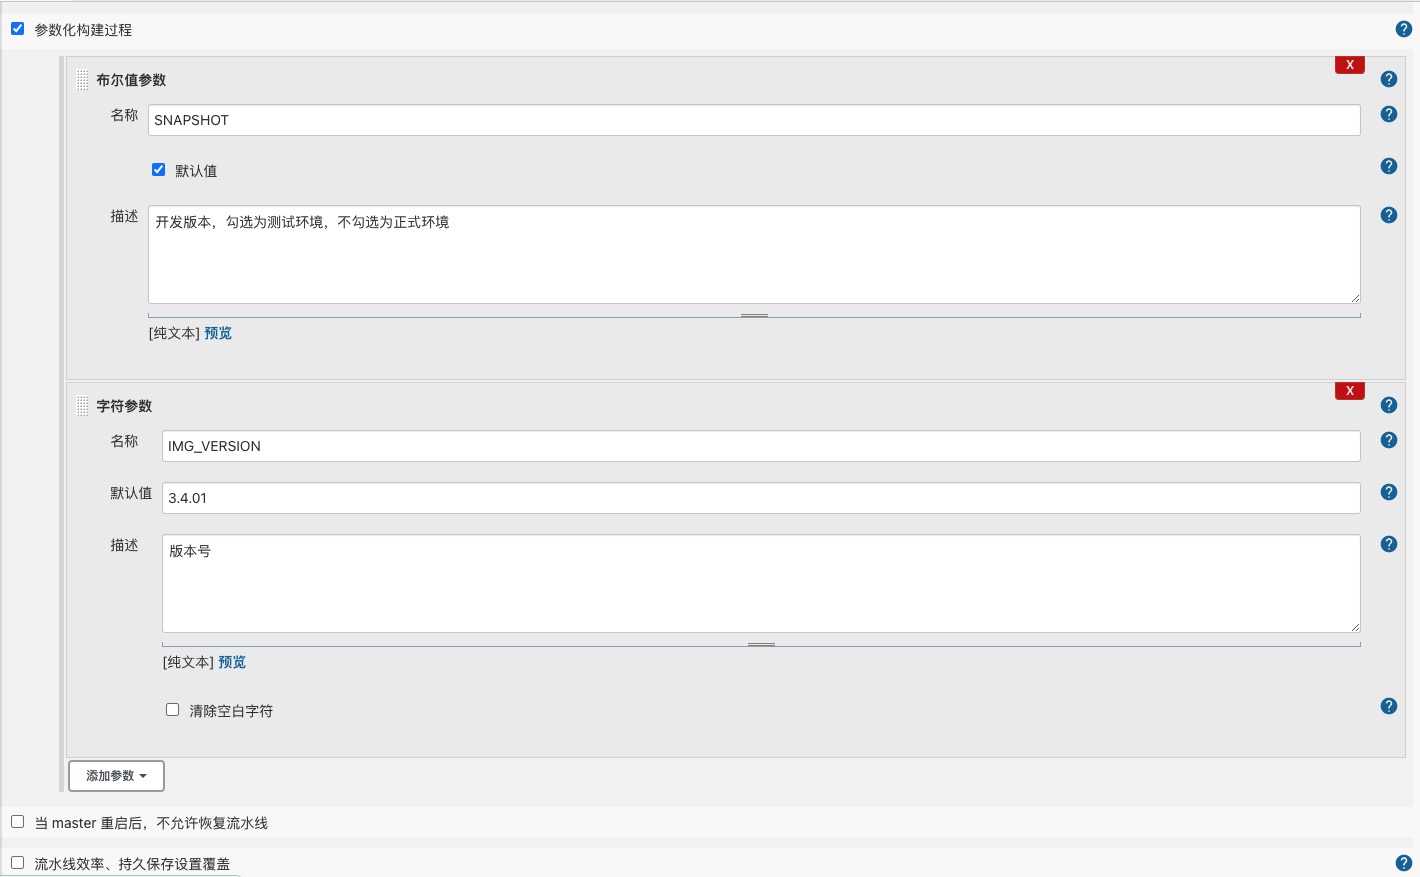 参数化构建过程
布尔值参数
X
名称
SNAPSHOT
默认值
描述
开发版本，勾选为测试环境，不勾选为正式环境
[纯文本] 预览
字符参数
X
名称
IMG_VERSION
默认值
3.4.01
描述
版本号
[纯文本] 预览
清除空白字符
添加参数
当 master 重启后，不允许恢复流水线
流水线效率、持久保存设置覆盖